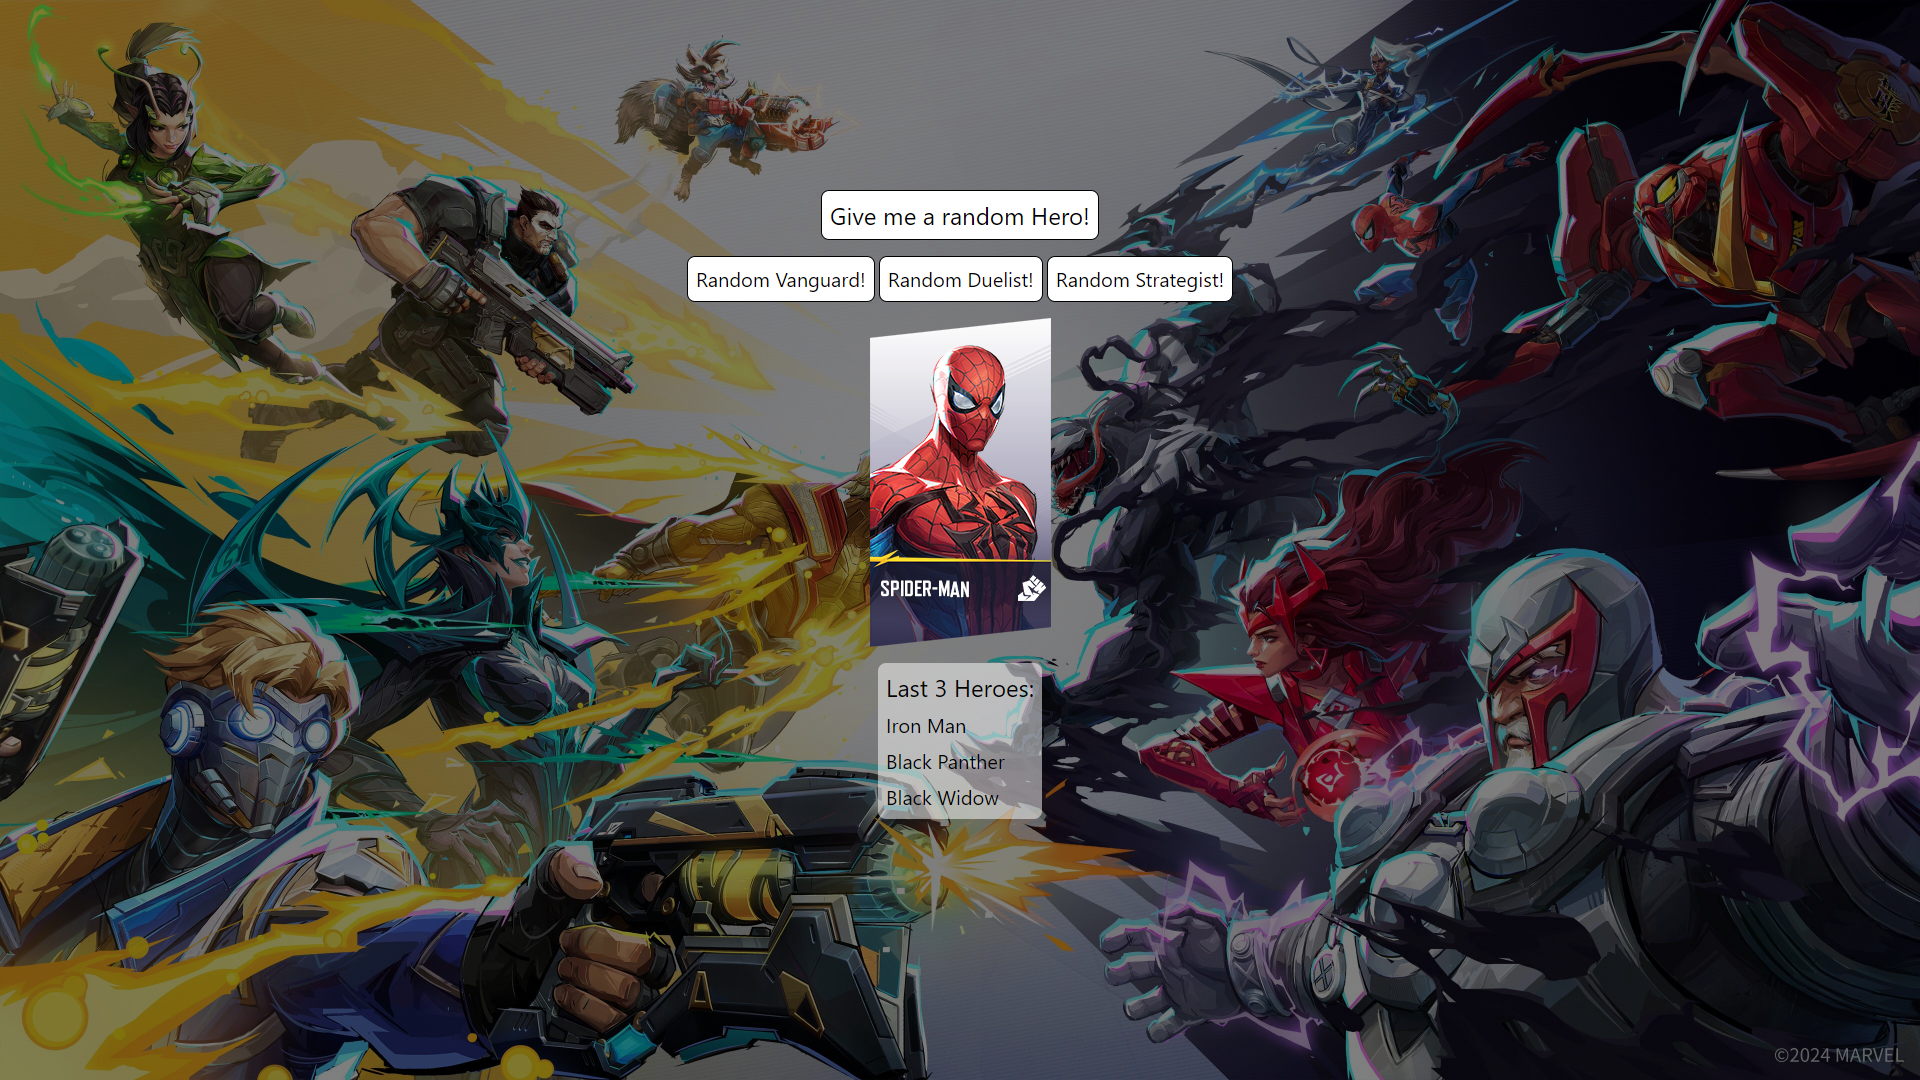 Give me a random Hero!
Random Vanguard! Random Duelist! Random Strategist!
SPIDER-MAN
Last 3 Heroes:
Iron Man
Black Panther
Black Widow
©2024 MARVEL